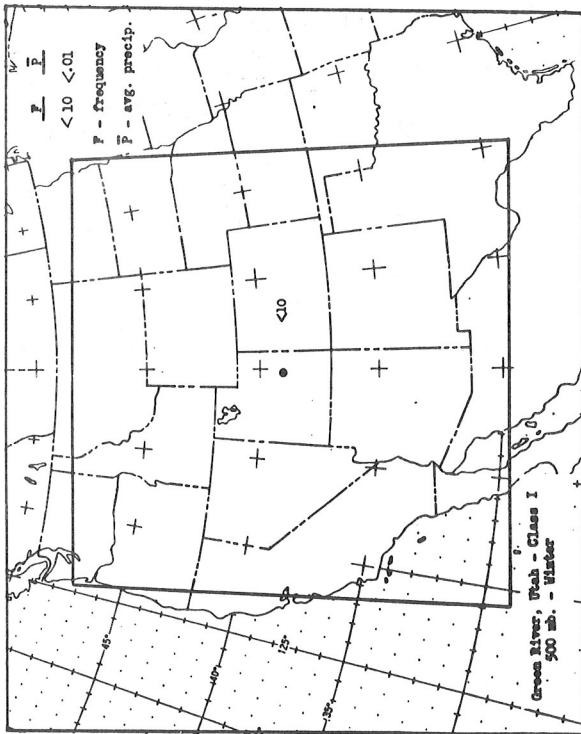 F P̄
<10 <.01
F - frequency
P̄ - avg. precip.
<10
45°
40°
125°
35°
Green River, Utah - Class I
500 mb. - Winter